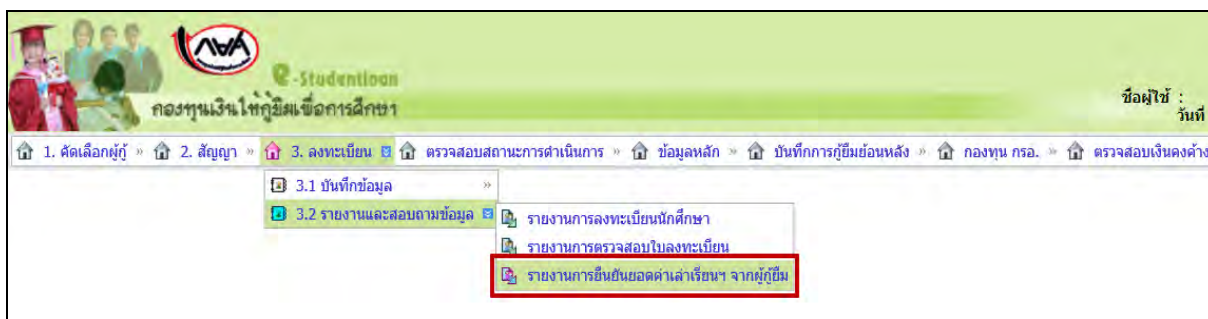 กยศ
e-Studentloan
กองทุนเงินให้กู้ยืมเพื่อการศึกษา
ชื่อผู้ใช้ :
วันที่
1. คัดเลือกผู้กู้ » 2. สัญญา » 3. ลงทะเบียน ตรวจสอบสถานะการดำเนินการ » ข้อมูลหลัก » บันทึกการกู้ยืมย้อนหลัง » กองทุน กรอ. » ตรวจสอบเงินคงค้าง
3.1 บันทึกข้อมูล »
3.2 รายงานและสอบถามข้อมูล
รายงานการลงทะเบียนนักศึกษา
รายงานการตรวจสอบใบลงทะเบียน
รายงานการยืนยันยอดค่าเล่าเรียนฯ จากผู้กู้ยืม